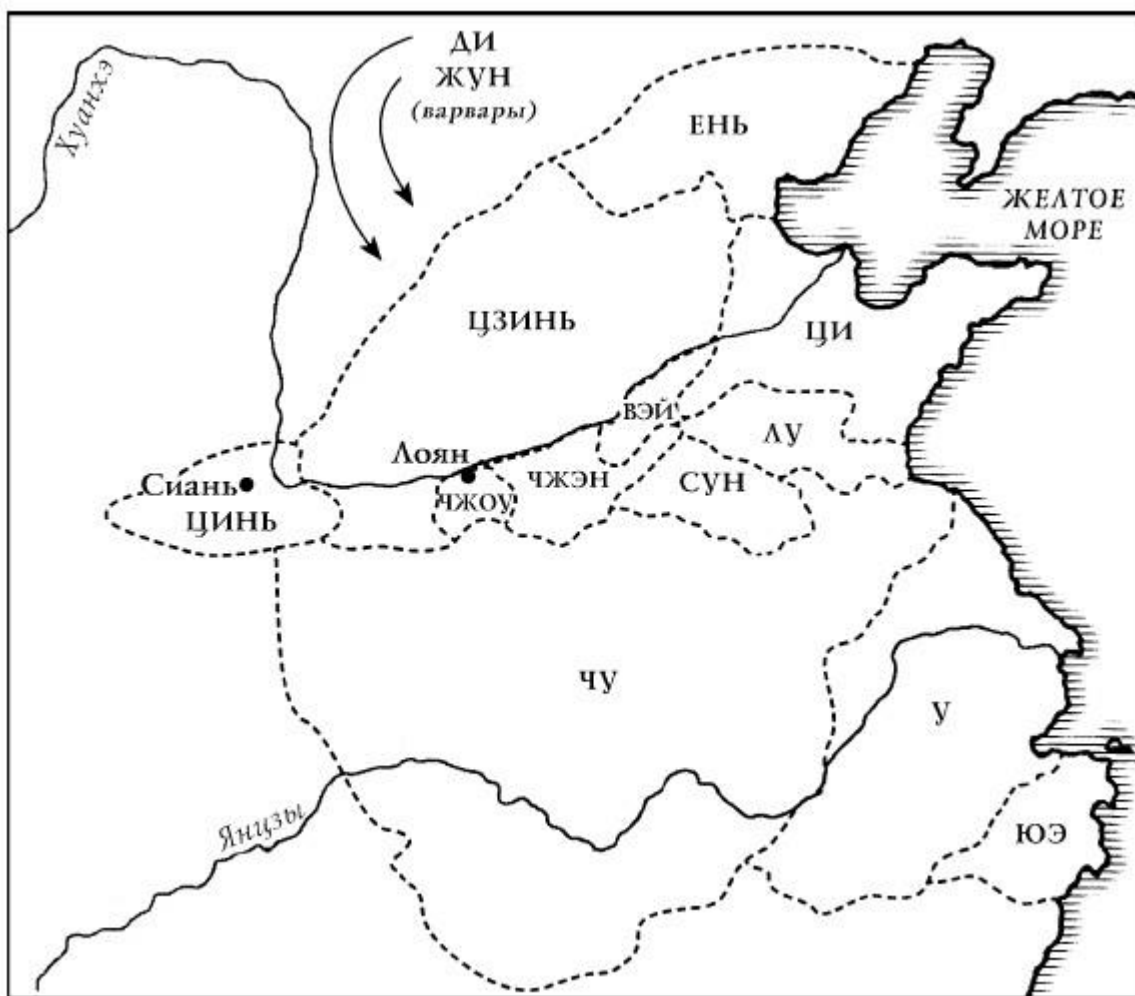 ДИ
ЖУН
(варвары)
Хуанхэ
ЕНЬ
ЖЕЛТОЕ
МОРЕ
ЦЗИНЬ
ЦИ
ВЭЙ
ЛУ
Лоян
ЧЖЭН
СУН
Сиань
ЧЖОУ
ЦИНЬ
ЧУ
У
Янцзы
ЮЭ